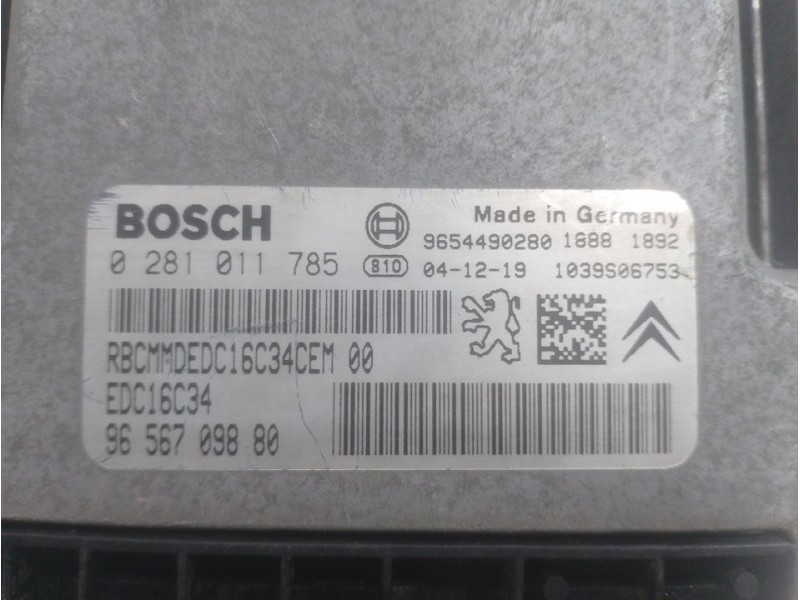 BOSCH
Made in Germany
9654490280 1888 1892
0 281 011 785 810 04-12-19 1039S06753
RBCMMDEDC16C34CEM 00
EDC16C34
96 567 098 80